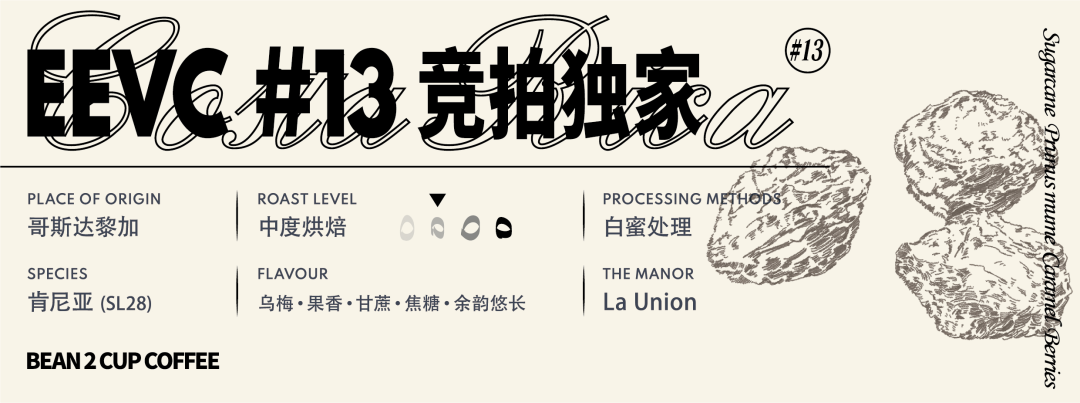 Costa Rica
EEVC #13 竞拍独家
#13
PLACE OF ORIGIN
哥斯达黎加
ROAST LEVEL
中度烘焙
PROCESSING METHODS
白蜜处理
SPECIES
肯尼亚 (SL28)
FLAVOUR
乌梅·果香·甘蔗·焦糖·余韵悠长
THE MANOR
La Union
BEAN 2 CUP COFFEE
Sugarcane Prunus mume Caramel Berries